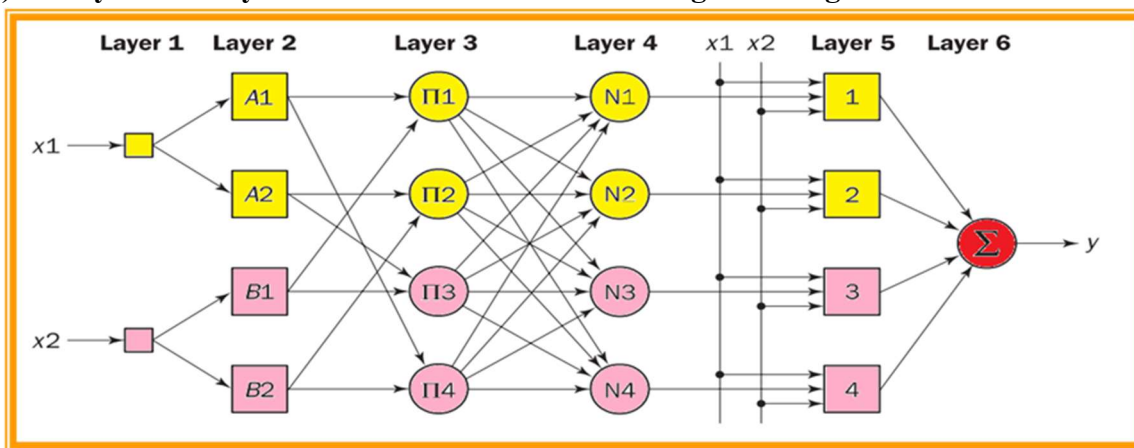 Layer 1 Layer 2 Layer 3 Layer 4 x1 x2 Layer 5 Layer 6
A1 Π1 N1 1
x1
A2 Π2 N2 2
Σ y
B1 Π3 N3 3
x2
B2 Π4 N4 4